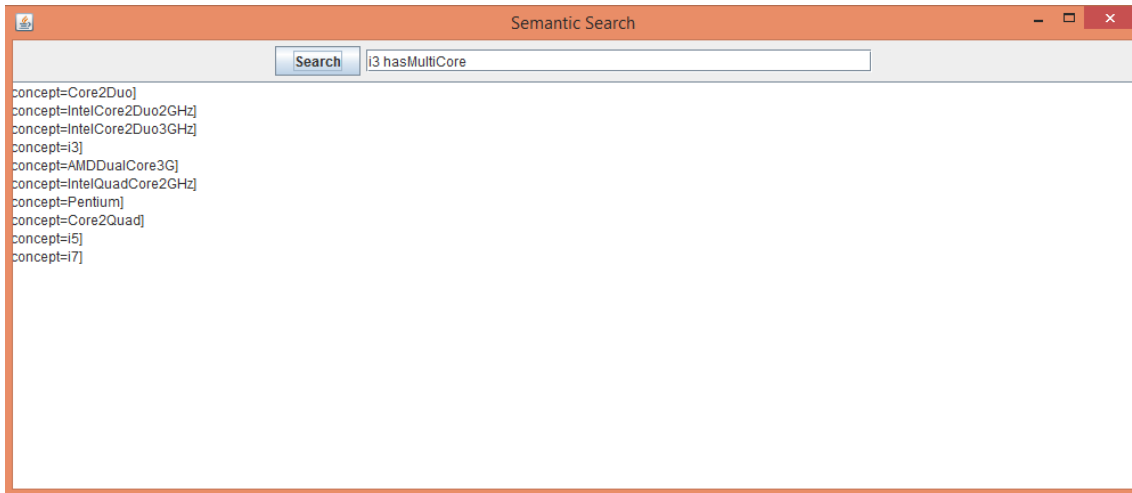 Semantic Search
Search i3 hasMultiCore
concept=Core2Duo]
concept=IntelCore2Duo2GHz]
concept=IntelCore2Duo3GHz]
concept=i3]
concept=AMDDualCore3G]
concept=IntelQuadCore2GHz]
concept=Pentium]
concept=Core2Quad]
concept=i5]
concept=i7]